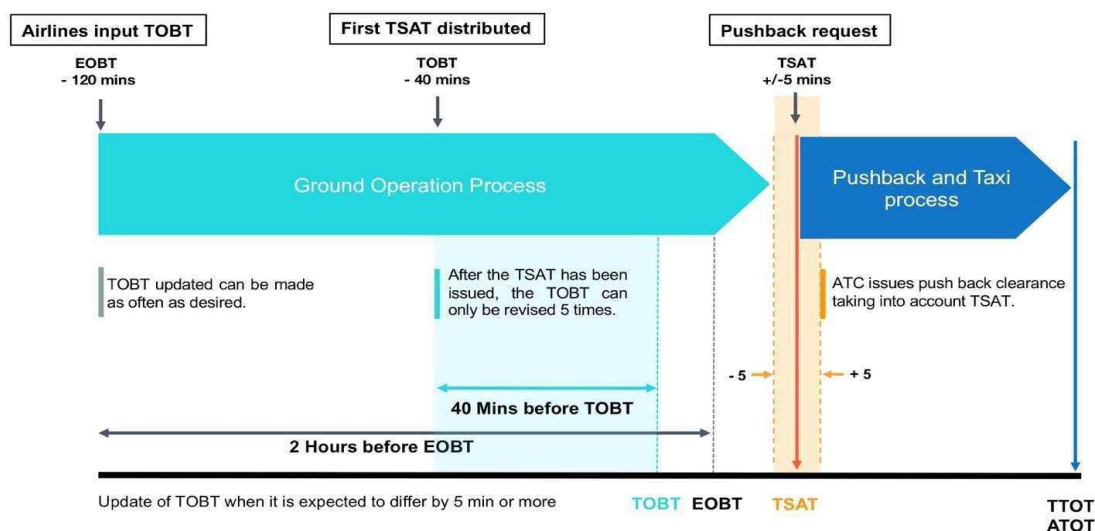 Airlines input TOBT
First TSAT distributed
Pushback request
EOBT
- 120 mins
TOBT
- 40 mins
TSAT
+/-5 mins
Ground Operation Process
Pushback and Taxi
process
TOBT updated can be made
as often as desired.
After the TSAT has been
issued, the TOBT can
only be revised 5 times.
ATC issues push back clearance
taking into account TSAT.
- 5
+ 5
40 Mins before TOBT
2 Hours before EOBT
Update of TOBT when it is expected to differ by 5 min or more
TOBT
EOBT
TSAT
TTOT
ATOT